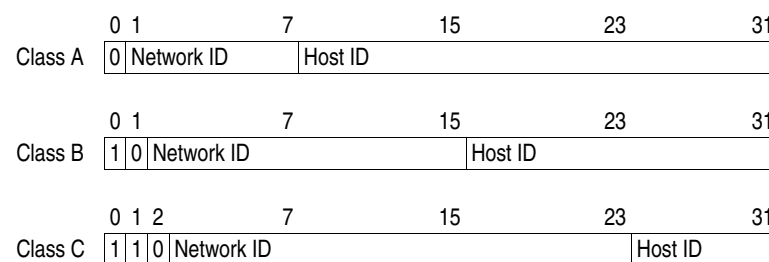 0 1 7 15 23 31
Class A 0 Network ID Host ID
0 1 7 15 23 31
Class B 1 0 Network ID Host ID
0 1 2 7 15 23 31
Class C 1 1 0 Network ID Host ID